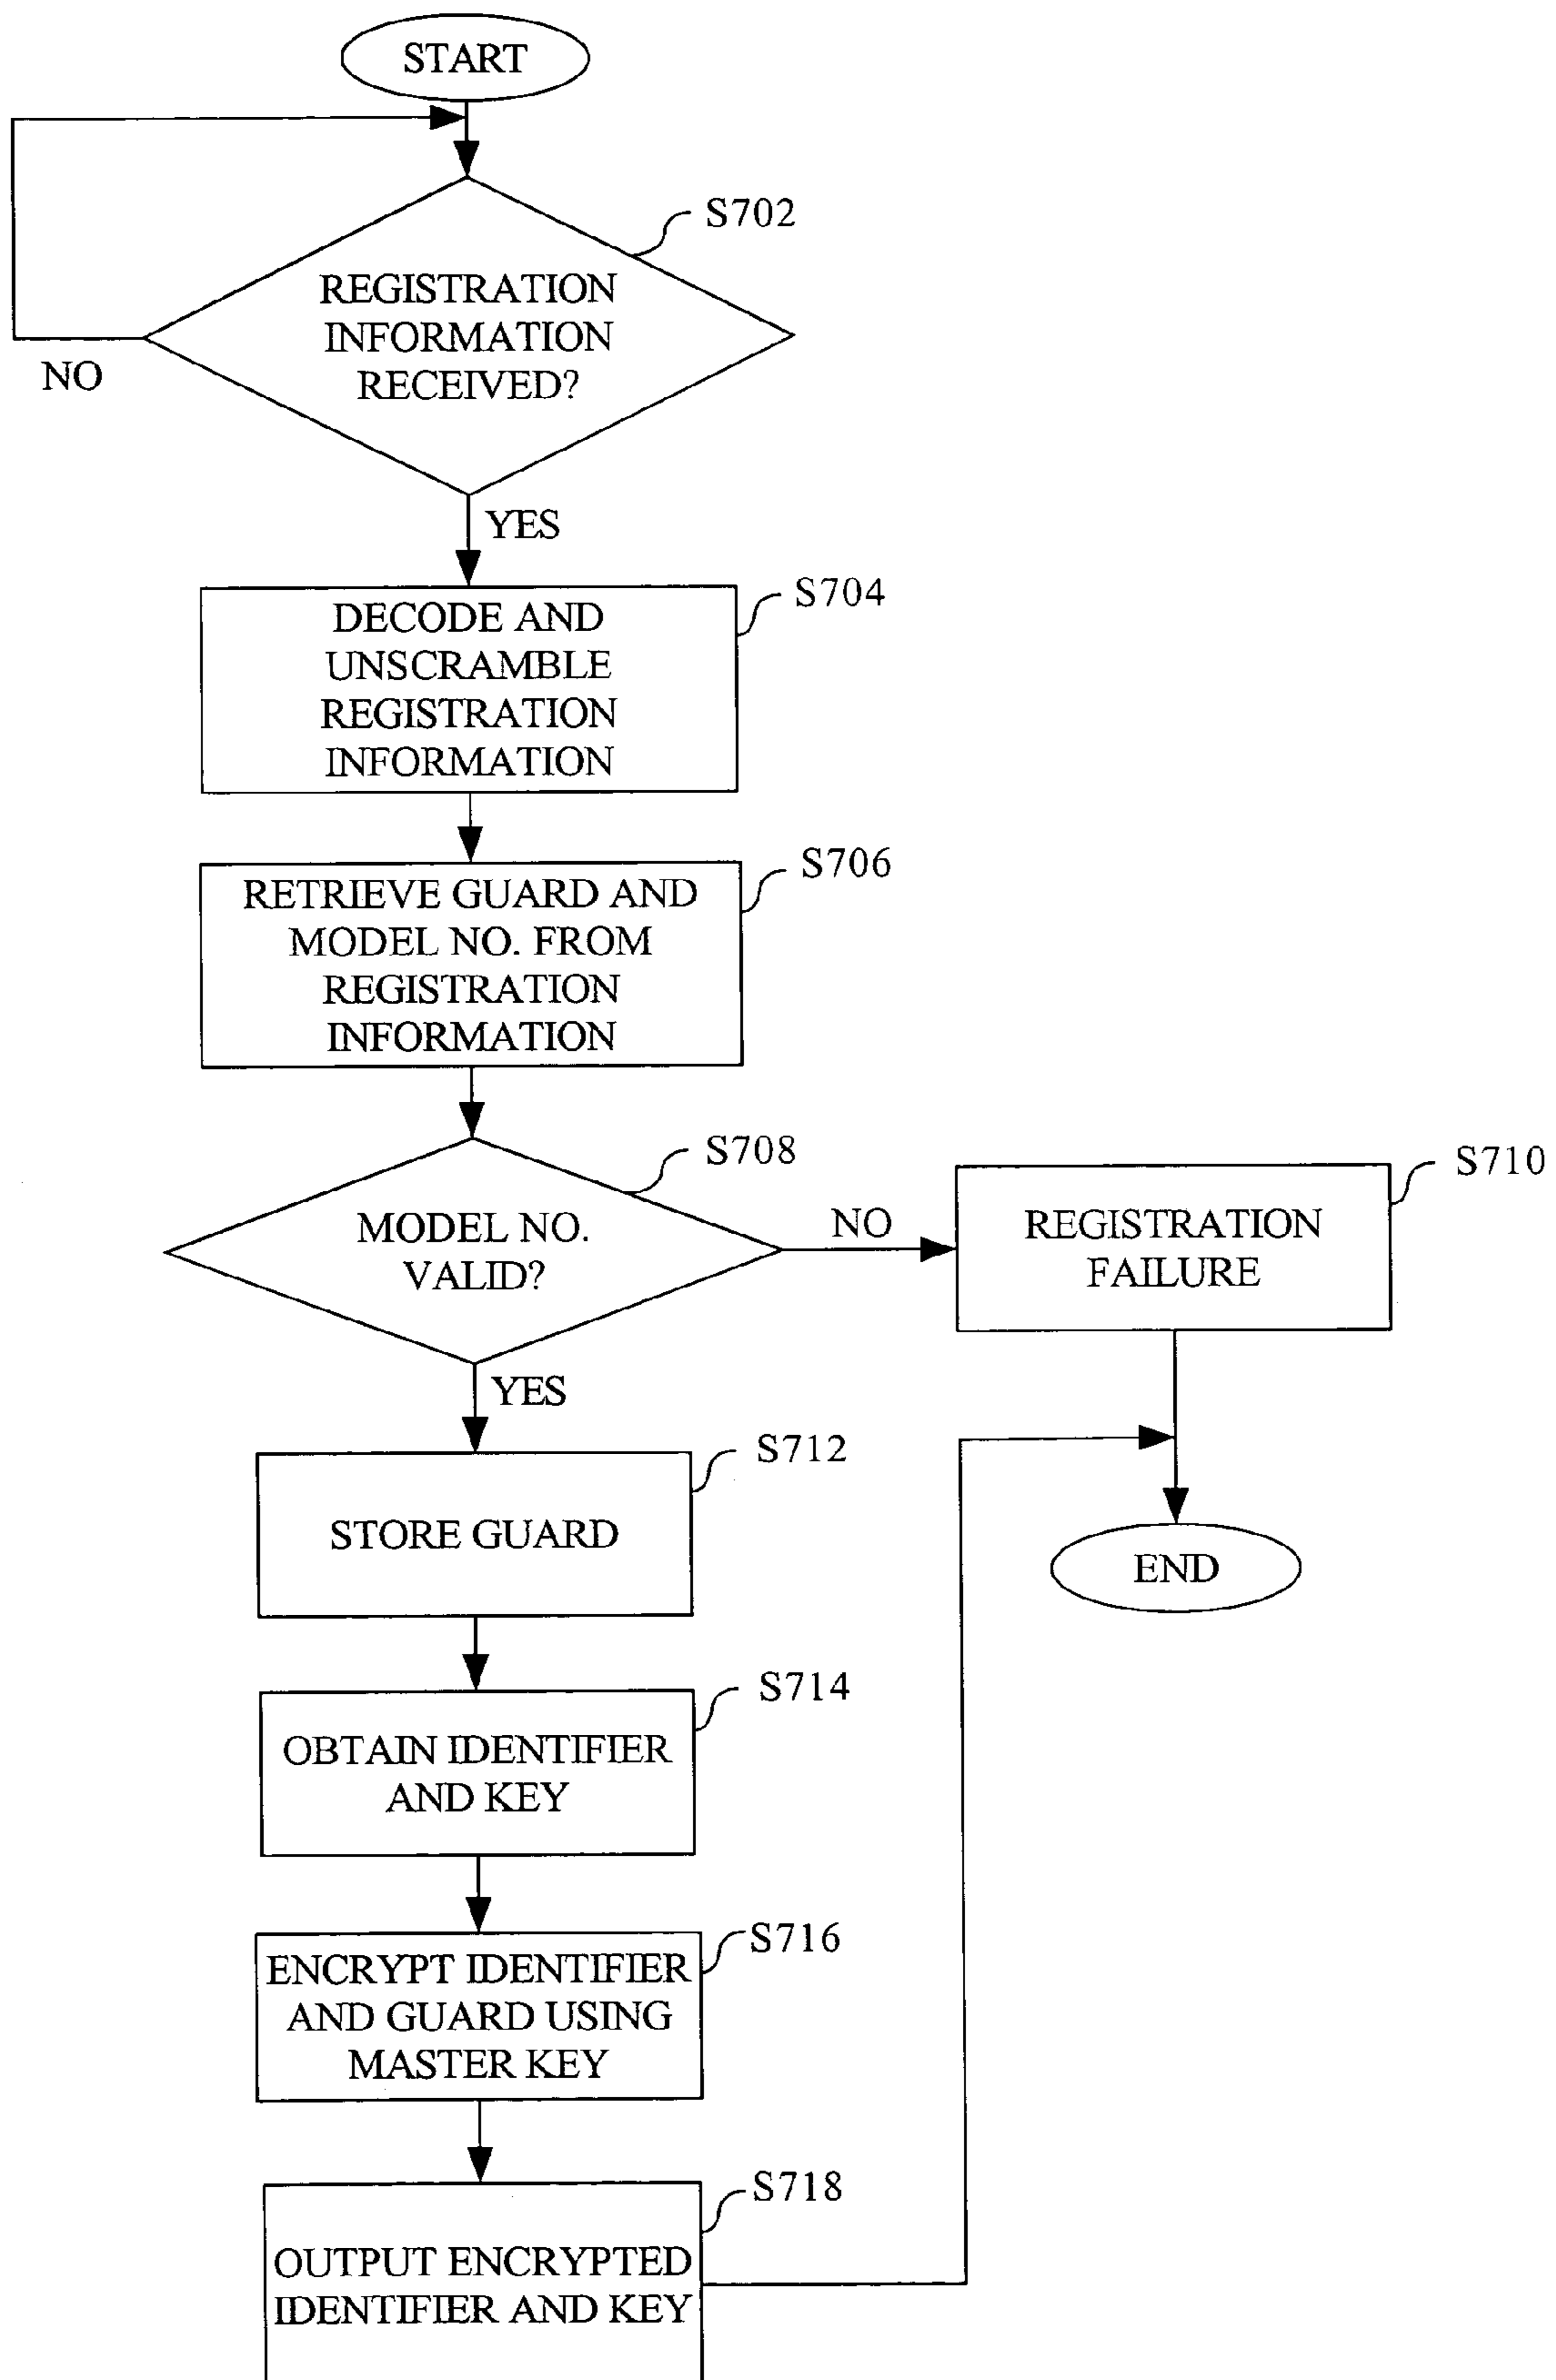 START
S702
REGISTRATION
INFORMATION
RECEIVED?
NO
YES
S704
DECODE AND
UNSCRAMBLE
REGISTRATION
INFORMATION
S706
RETRIEVE GUARD AND
MODEL NO. FROM
REGISTRATION
INFORMATION
S708
MODEL NO.
VALID?
NO
S710
REGISTRATION
FAILURE
YES
S712
STORE GUARD
END
S714
OBTAIN IDENTIFIER
AND KEY
S716
ENCRYPT IDENTIFIER
AND GUARD USING
MASTER KEY
S718
OUTPUT ENCRYPTED
IDENTIFIER AND KEY